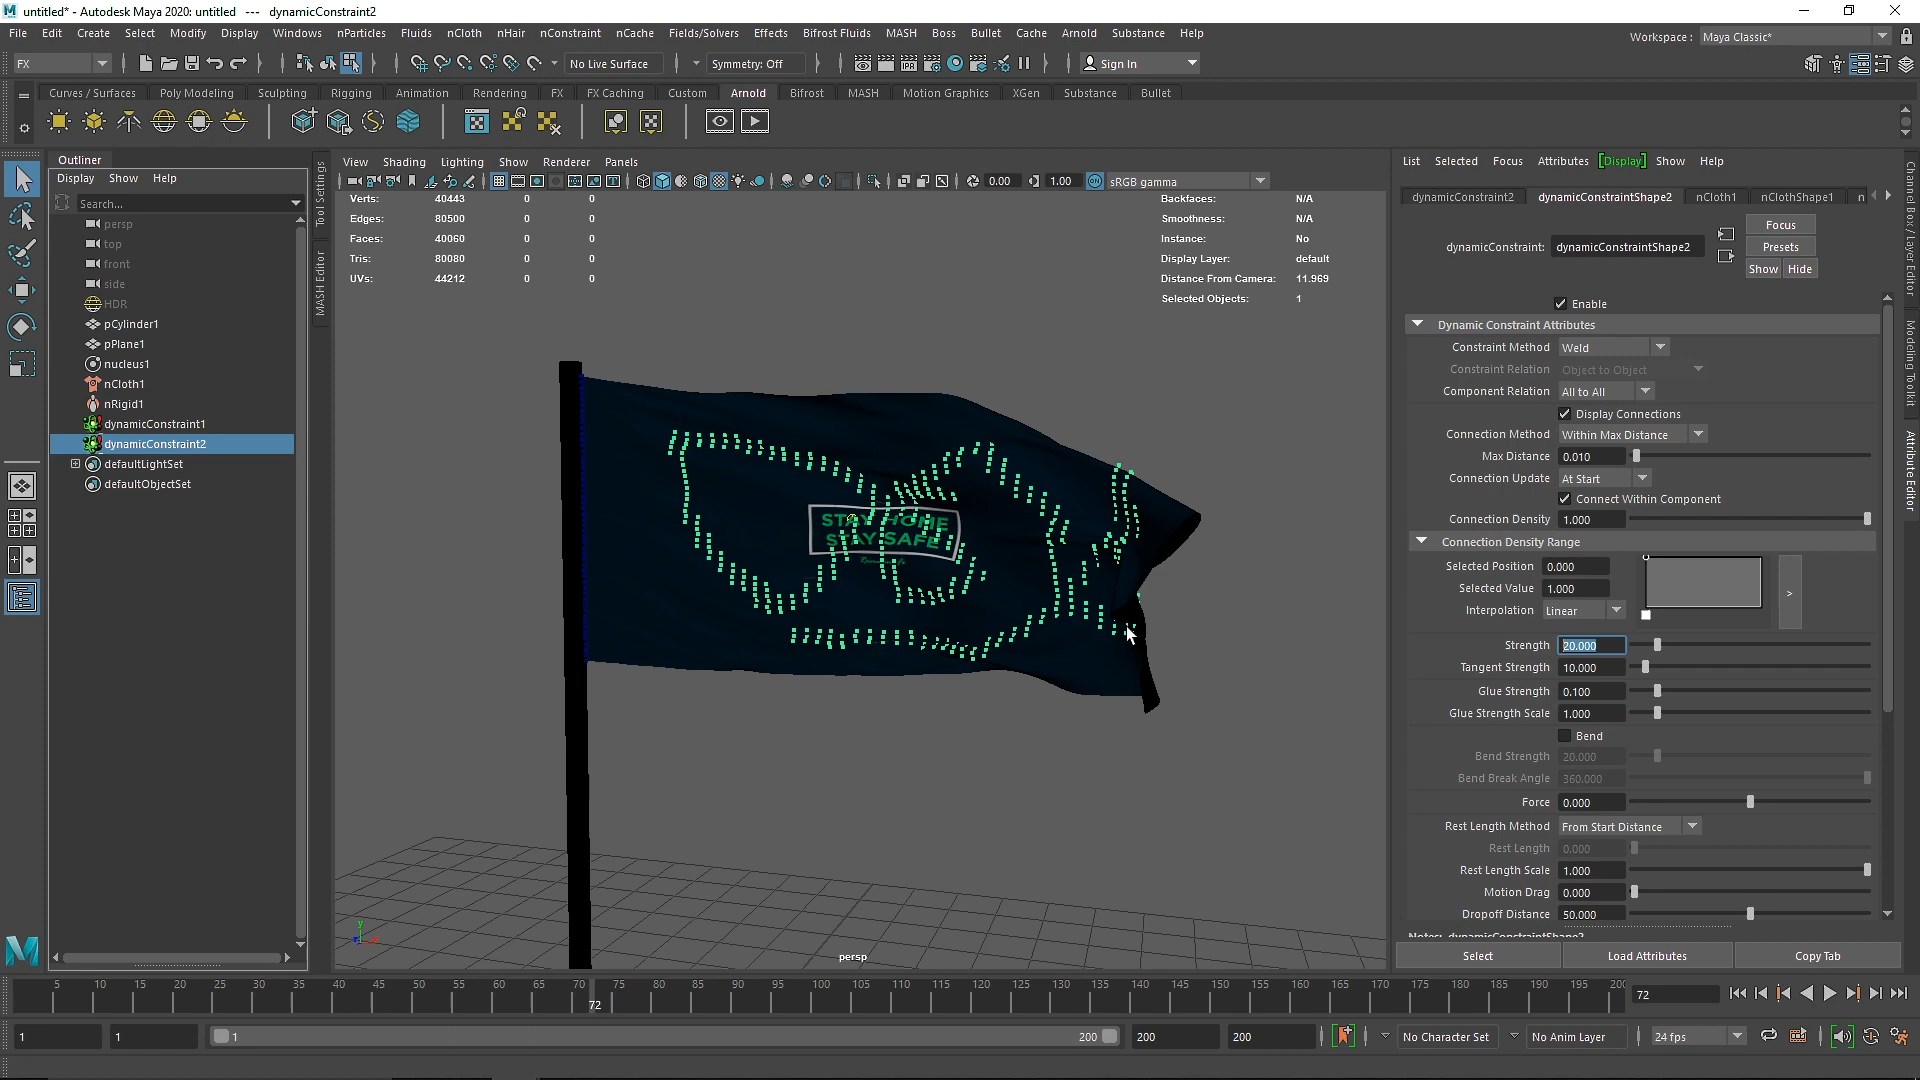 untitled* - Autodesk Maya 2020: untitled   ---   dynamicConstraint2
File Edit Create Select Modify Display Windows nParticles Fluids nCloth nHair nConstraint nCache Fields/Solvers Effects Bifrost Fluids MASH Boss Bullet Cache Arnold Substance Help
Workspace : Maya Classic*
FX No Live Surface Symmetry: Off Sign In
Curves / Surfaces Poly Modeling Sculpting Rigging Animation Rendering FX FX Caching Custom Arnold Bifrost MASH Motion Graphics XGen Substance Bullet
Outliner
Display Show Help
Search...
persp
top
front
side
HDR
pCylinder1
pPlane1
nucleus1
nCloth1
nRigid1
dynamicConstraint1
dynamicConstraint2
defaultLightSet
defaultObjectSet
Tool Settings
MASH Editor
View Shading Lighting Show Renderer Panels
0.00 1.00 sRGB gamma
Verts: 40443 0 0
Edges: 80500 0 0
Faces: 40060 0 0
Tris: 80080 0 0
UVs: 44212 0 0
Backfaces: N/A
Smoothness: N/A
Instance: No
Display Layer: default
Distance From Camera: 11.969
Selected Objects: 1
STAY HOME
STAY SAFE
persp
List Selected Focus Attributes Display Show Help
dynamicConstraint2 dynamicConstraintShape2 nCloth1 nClothShape1 n
dynamicConstraint: dynamicConstraintShape2
Focus
Presets
Show Hide
Enable
Dynamic Constraint Attributes
Constraint Method Weld
Constraint Relation Object to Object
Component Relation All to All
Display Connections
Connection Method Within Max Distance
Max Distance 0.010
Connection Update At Start
Connect Within Component
Connection Density 1.000
Connection Density Range
Selected Position 0.000
Selected Value 1.000
Interpolation Linear
>
Strength 20.000
Tangent Strength 10.000
Glue Strength 0.100
Glue Strength Scale 1.000
Bend
Bend Strength 20.000
Bend Break Angle 360.000
Force 0.000
Rest Length Method From Start Distance
Rest Length 0.000
Rest Length Scale 1.000
Motion Drag 0.000
Dropoff Distance 50.000
Notes: dynamicConstraintShape2
Select Load Attributes Copy Tab
Channel Box / Layer Editor
Modeling Toolkit
Attribute Editor
5 10 15 20 25 30 35 40 45 50 55 60 65 70 75 80 85 90 95 100 105 110 115 120 125 130 135 140 145 150 155 160 165 170 175 180 185 190 195 200
72
72
1 1 1 200 200 200 No Character Set No Anim Layer 24 fps